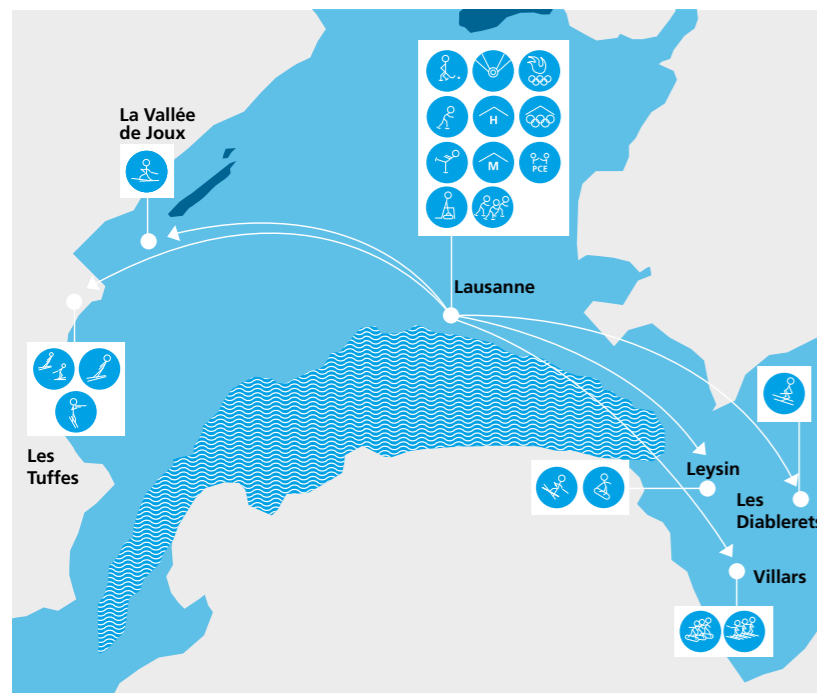 La Vallée
de Joux
H
M
PCE
Lausanne
Les
Tuffes
Leysin
Les
Diablerets
Villars